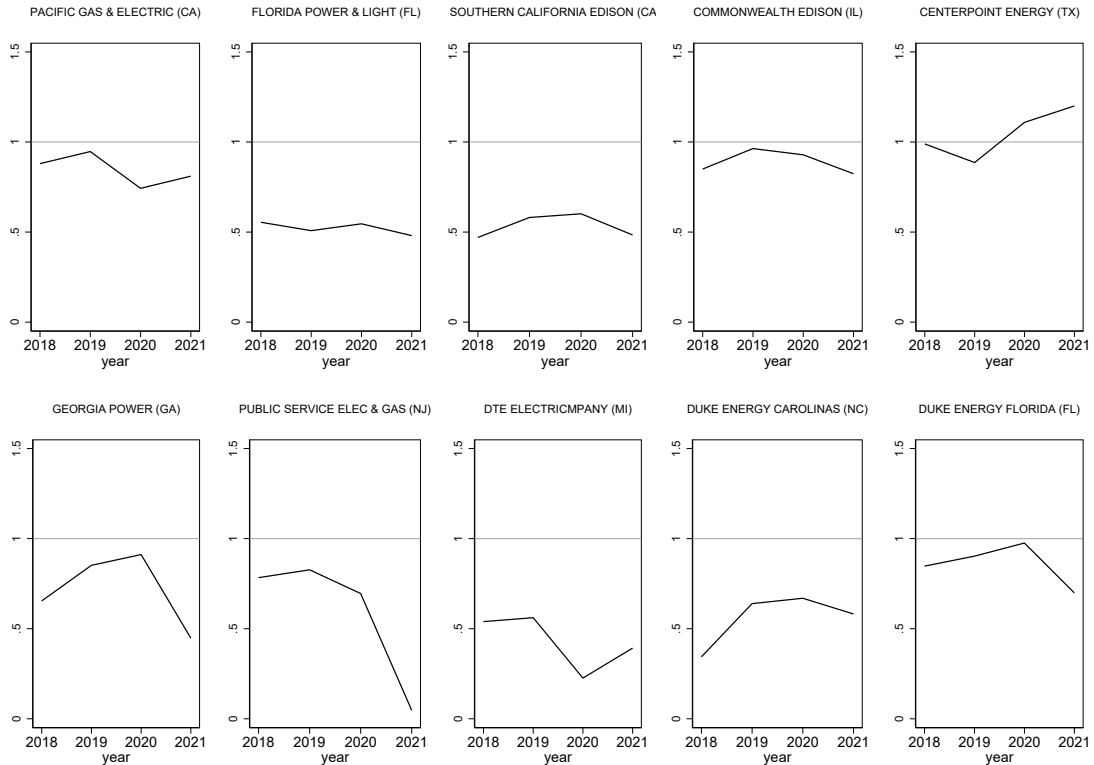 PACIFIC GAS & ELECTRIC (CA)
FLORIDA POWER & LIGHT (FL)
SOUTHERN CALIFORNIA EDISON (CA
COMMONWEALTH EDISON (IL)
CENTERPOINT ENERGY (TX)
1.5 1 .5 0
1.5 1 .5 0
1.5 1 .5 0
1.5 1 .5 0
1.5 1 .5 0
2018 2019 2020 2021
2018 2019 2020 2021
2018 2019 2020 2021
2018 2019 2020 2021
2018 2019 2020 2021
year
year
year
year
year
GEORGIA POWER (GA)
PUBLIC SERVICE ELEC & GAS (NJ)
DTE ELECTRICMPANY (MI)
DUKE ENERGY CAROLINAS (NC)
DUKE ENERGY FLORIDA (FL)
1.5 1 .5 0
1.5 1 .5 0
1.5 1 .5 0
1.5 1 .5 0
1.5 1 .5 0
2018 2019 2020 2021
2018 2019 2020 2021
2018 2019 2020 2021
2018 2019 2020 2021
2018 2019 2020 2021
year
year
year
year
year